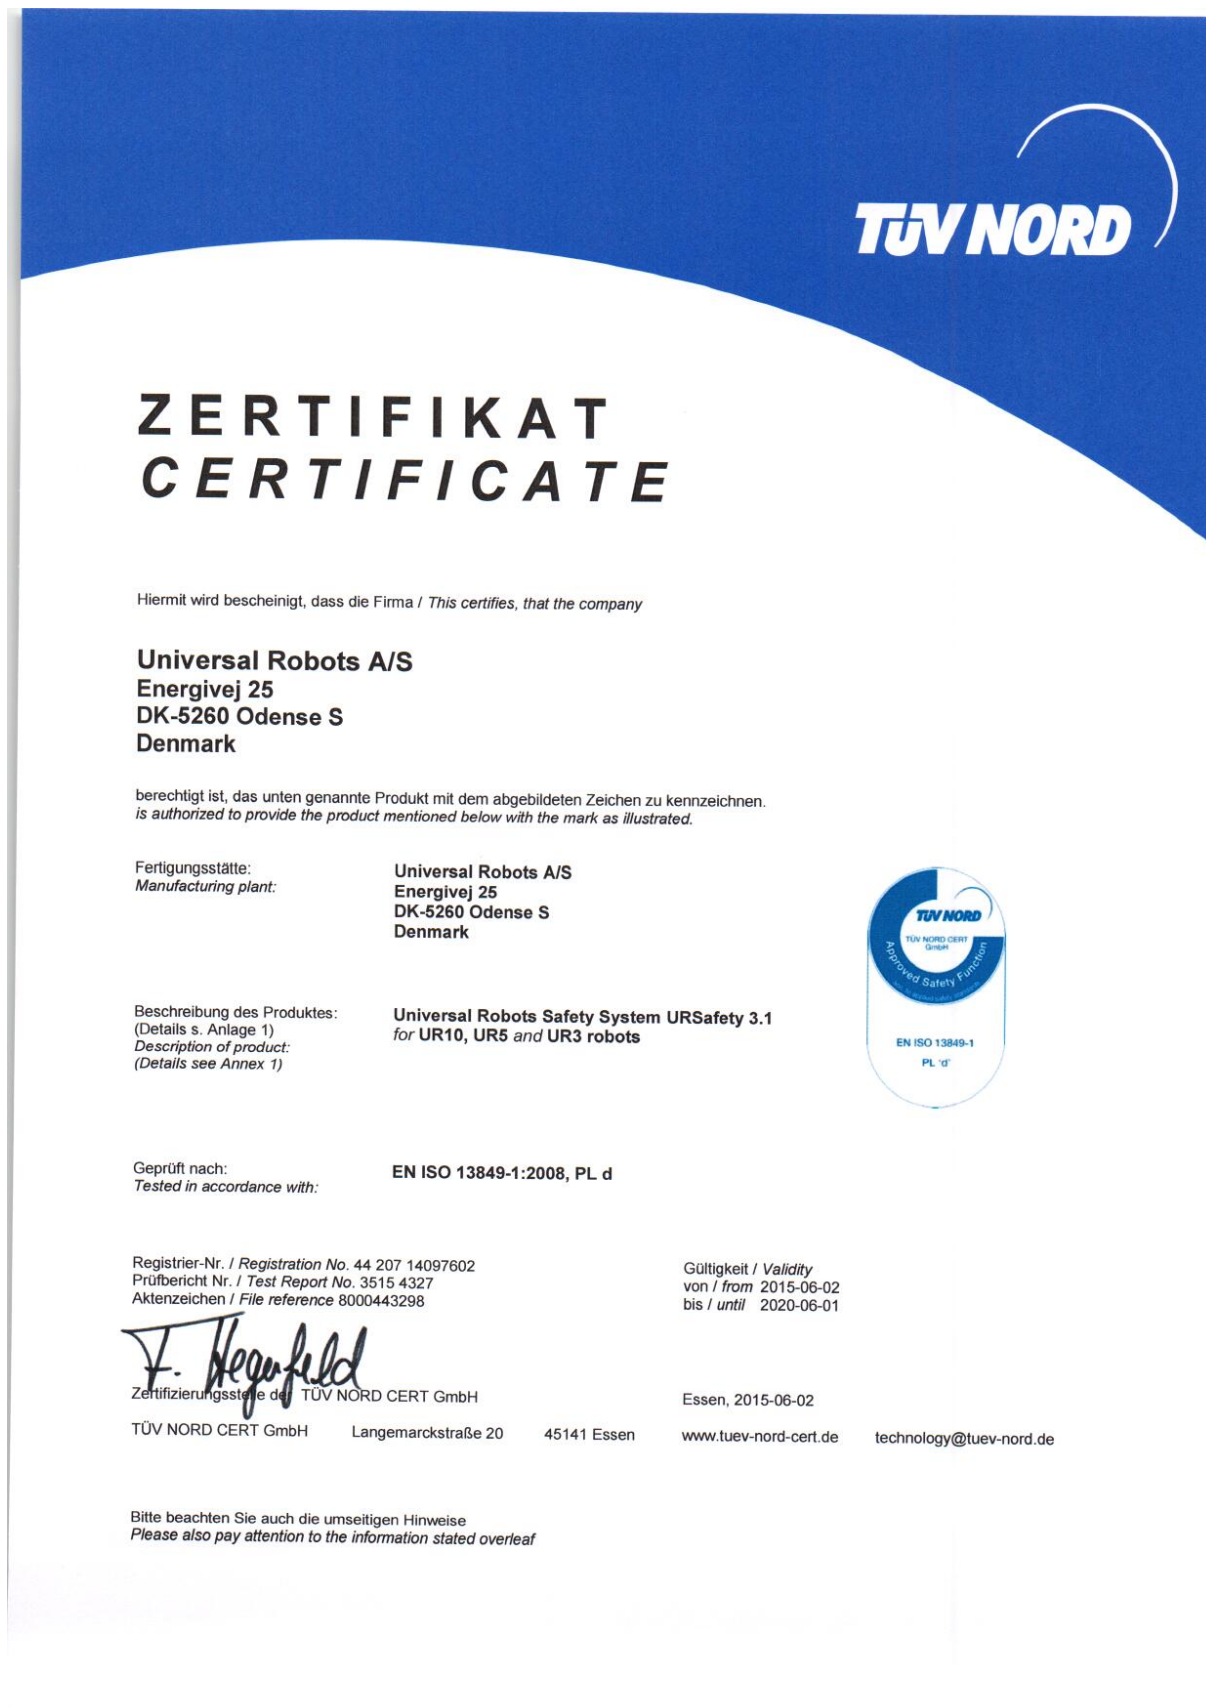 TÜV NORD
ZERTIFIKAT
CERTIFICATE
Hiermit wird bescheinigt, dass die Firma / This certifies, that the company
Universal Robots A/S
Energivej 25
DK-5260 Odense S
Denmark
berechtigt ist, das unten genannte Produkt mit dem abgebildeten Zeichen zu kennzeichnen.
is authorized to provide the product mentioned below with the mark as illustrated.
Fertigungsstätte:
Manufacturing plant:
Universal Robots A/S
Energivej 25
DK-5260 Odense S
Denmark
TÜV NORD
TÜV NORD CERT
GmbH
Approved Safety Function
EN ISO 13849-1
PL 'd'
Beschreibung des Produktes:
(Details s. Anlage 1)
Description of product:
(Details see Annex 1)
Universal Robots Safety System URSafety 3.1
for UR10, UR5 and UR3 robots
Geprüft nach:
Tested in accordance with:
EN ISO 13849-1:2008, PL d
Registrier-Nr. / Registration No. 44 207 14097602
Prüfbericht Nr. / Test Report No. 3515 4327
Aktenzeichen / File reference 8000443298
Gültigkeit / Validity
von / from 2015-06-02
bis / until 2020-06-01
F. Hegenfeld
Zertifizierungsstelle der TÜV NORD CERT GmbH
Essen, 2015-06-02
TÜV NORD CERT GmbH Langemarckstraße 20 45141 Essen www.tuev-nord-cert.de technology@tuev-nord.de
Bitte beachten Sie auch die umseitigen Hinweise
Please also pay attention to the information stated overleaf